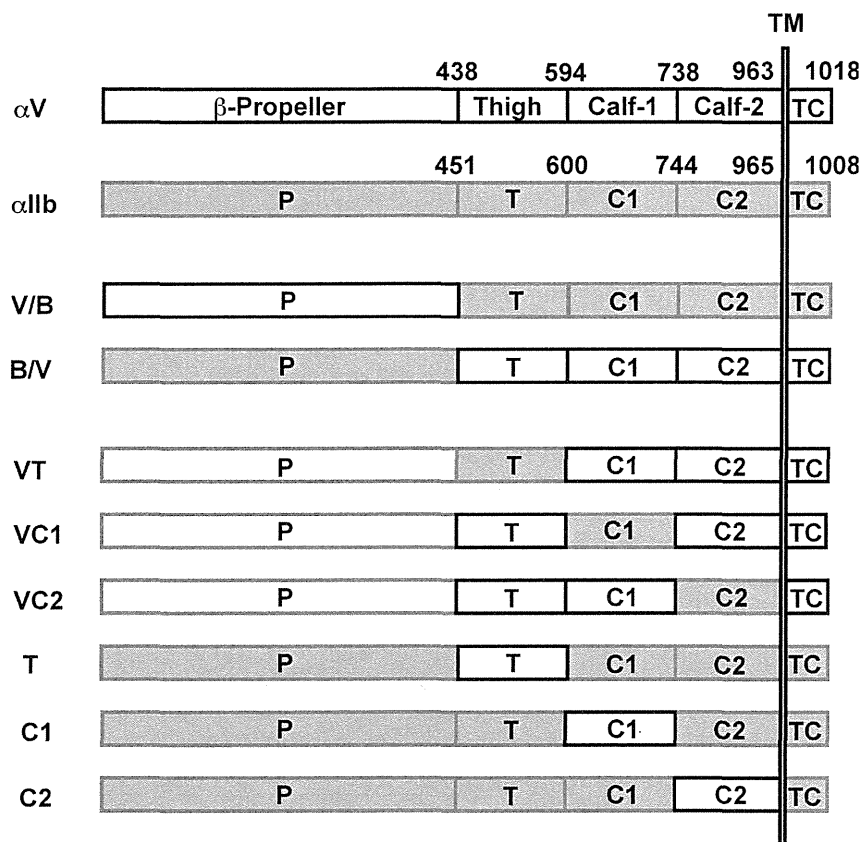 TM
438 594 738 963 1018
αV β-Propeller Thigh Calf-1 Calf-2 TC
451 600 744 965 1008
αIIb P T C1 C2 TC
V/B P T C1 C2 TC
B/V P T C1 C2 TC
VT P T C1 C2 TC
VC1 P T C1 C2 TC
VC2 P T C1 C2 TC
T P T C1 C2 TC
C1 P T C1 C2 TC
C2 P T C1 C2 TC